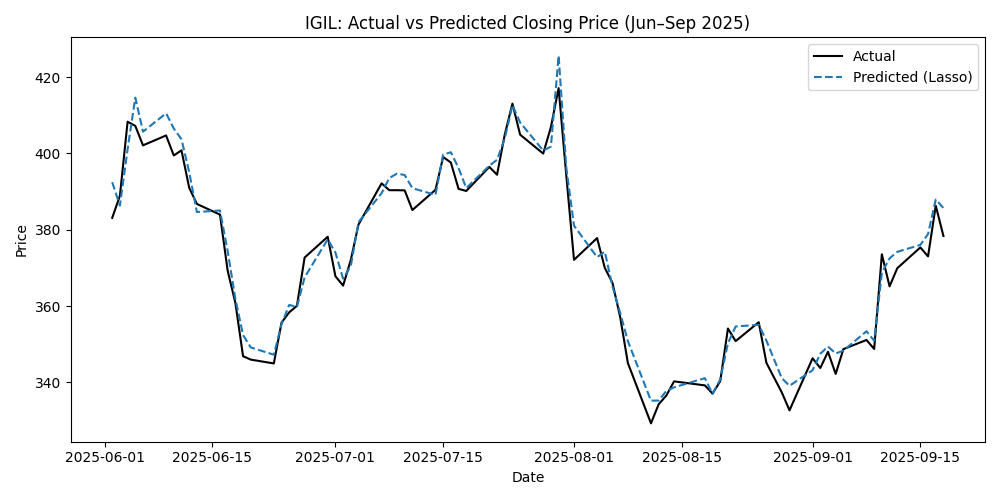 IGIL: Actual vs Predicted Closing Price (Jun–Sep 2025)
Actual
Predicted (Lasso)
Price
420
400
380
360
340
2025-06-01 2025-06-15 2025-07-01 2025-07-15 2025-08-01 2025-08-15 2025-09-01 2025-09-15
Date